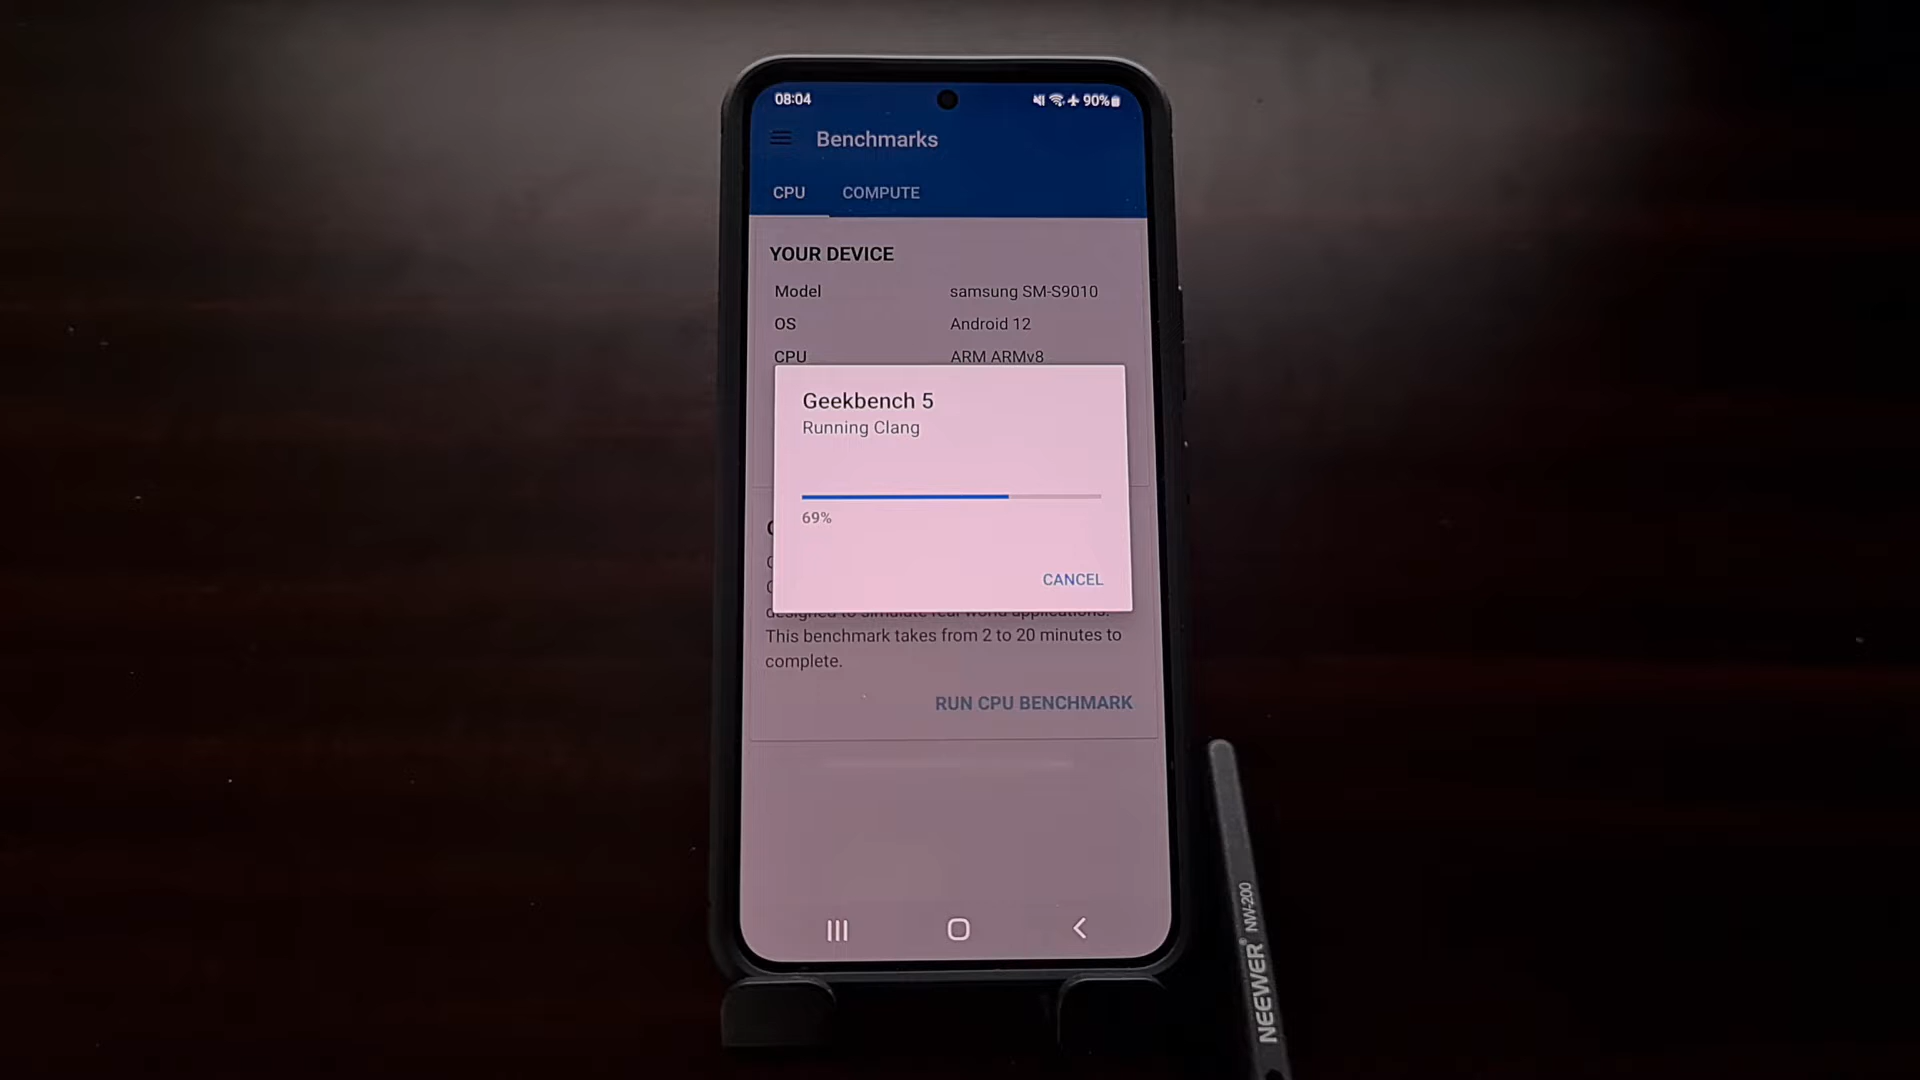 08:04
90%
Benchmarks
CPU
COMPUTE
YOUR DEVICE
Model samsung SM-S9010
OS Android 12
CPU ARM ARMv8
Geekbench 5
Running Clang
69%
CANCEL
designed to simulate real world applications.
This benchmark takes from 2 to 20 minutes to
complete.
RUN CPU BENCHMARK
NEEWER® NW-200